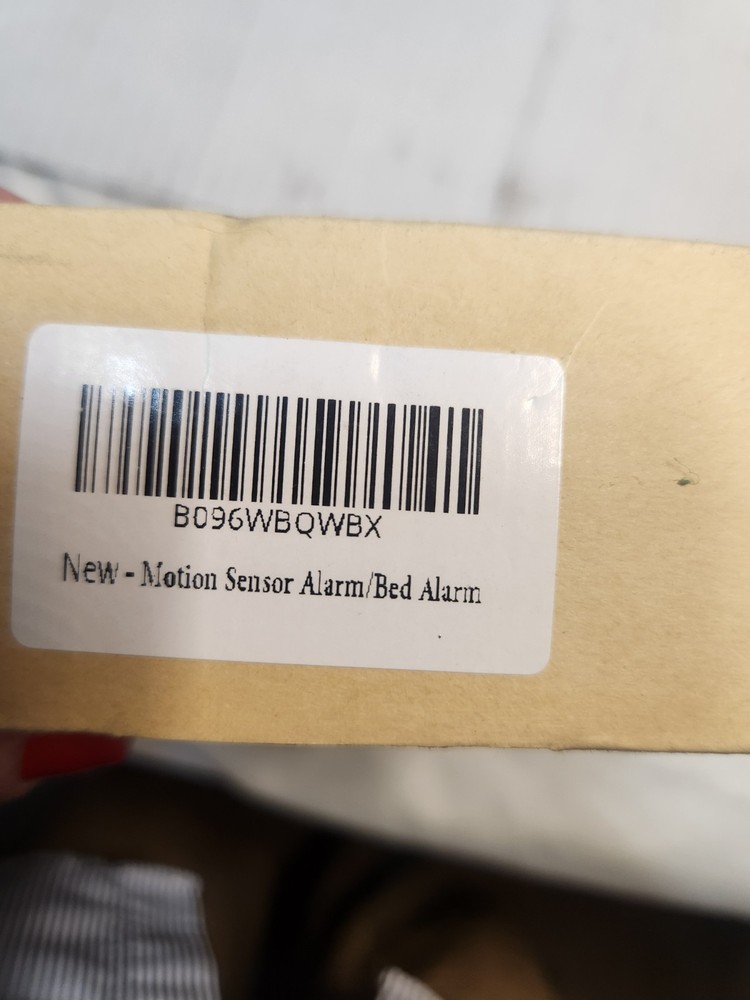 B096WBQWBX
New - Motion Sensor Alarm/Bed Alarm